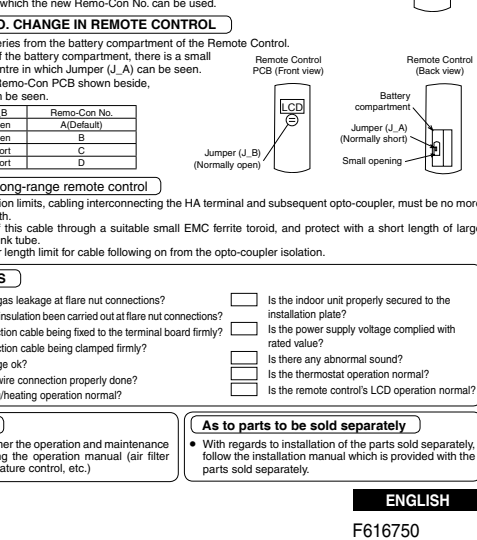 which the new Remo-Con No. can be used.
D. CHANGE IN REMOTE CONTROL
eries from the battery compartment of the Remote Control.
f the battery compartment, there is a small
entre in which Jumper (J_A) can be seen.
Remo-Con PCB shown beside,
n be seen.
_B Remo-Con No.
en A(Default)
en B
ort C
ort D
Remote Control
PCB (Front view)
LCD
Jumper (J_B)
(Normally open)
Remote Control
(Back view)
Battery
compartment
Jumper (J_A)
(Normally short)
Small opening
ong-range remote control
ion limits, cabling interconnecting the HA terminal and subsequent opto-coupler, must be no more
th.
f this cable through a suitable small EMC ferrite toroid, and protect with a short length of large
nk tube.
r length limit for cable following on from the opto-coupler isolation.
S
gas leakage at flare nut connections?
insulation been carried out at flare nut connections?
ction cable being fixed to the terminal board firmly?
ction cable being clamped firmly?
ge ok?
wire connection properly done?
g/heating operation normal?
Is the indoor unit properly secured to the
installation plate?
Is the power supply voltage complied with
rated value?
Is there any abnormal sound?
Is the thermostat operation normal?
Is the remote control's LCD operation normal?
ner the operation and maintenance
ng the operation manual (air filter
ature control, etc.)
As to parts to be sold separately
● With regards to installation of the parts sold separately,
follow the installation manual which is provided with the
parts sold separately.
ENGLISH
F616750